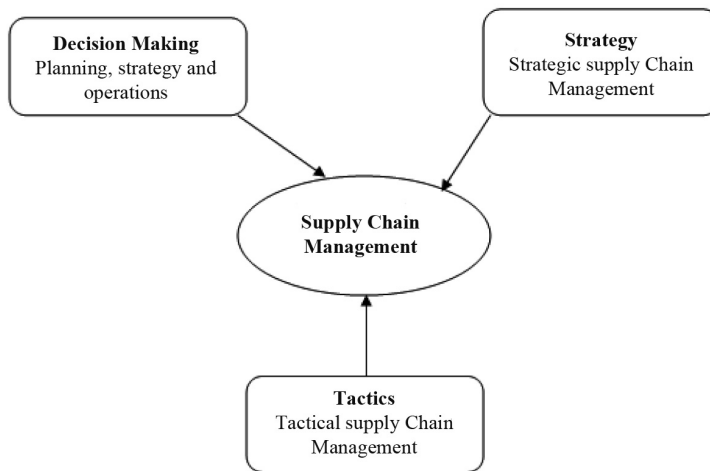 Decision Making
Planning, strategy and
operations
Strategy
Strategic supply Chain
Management
Supply Chain
Management
Tactics
Tactical supply Chain
Management